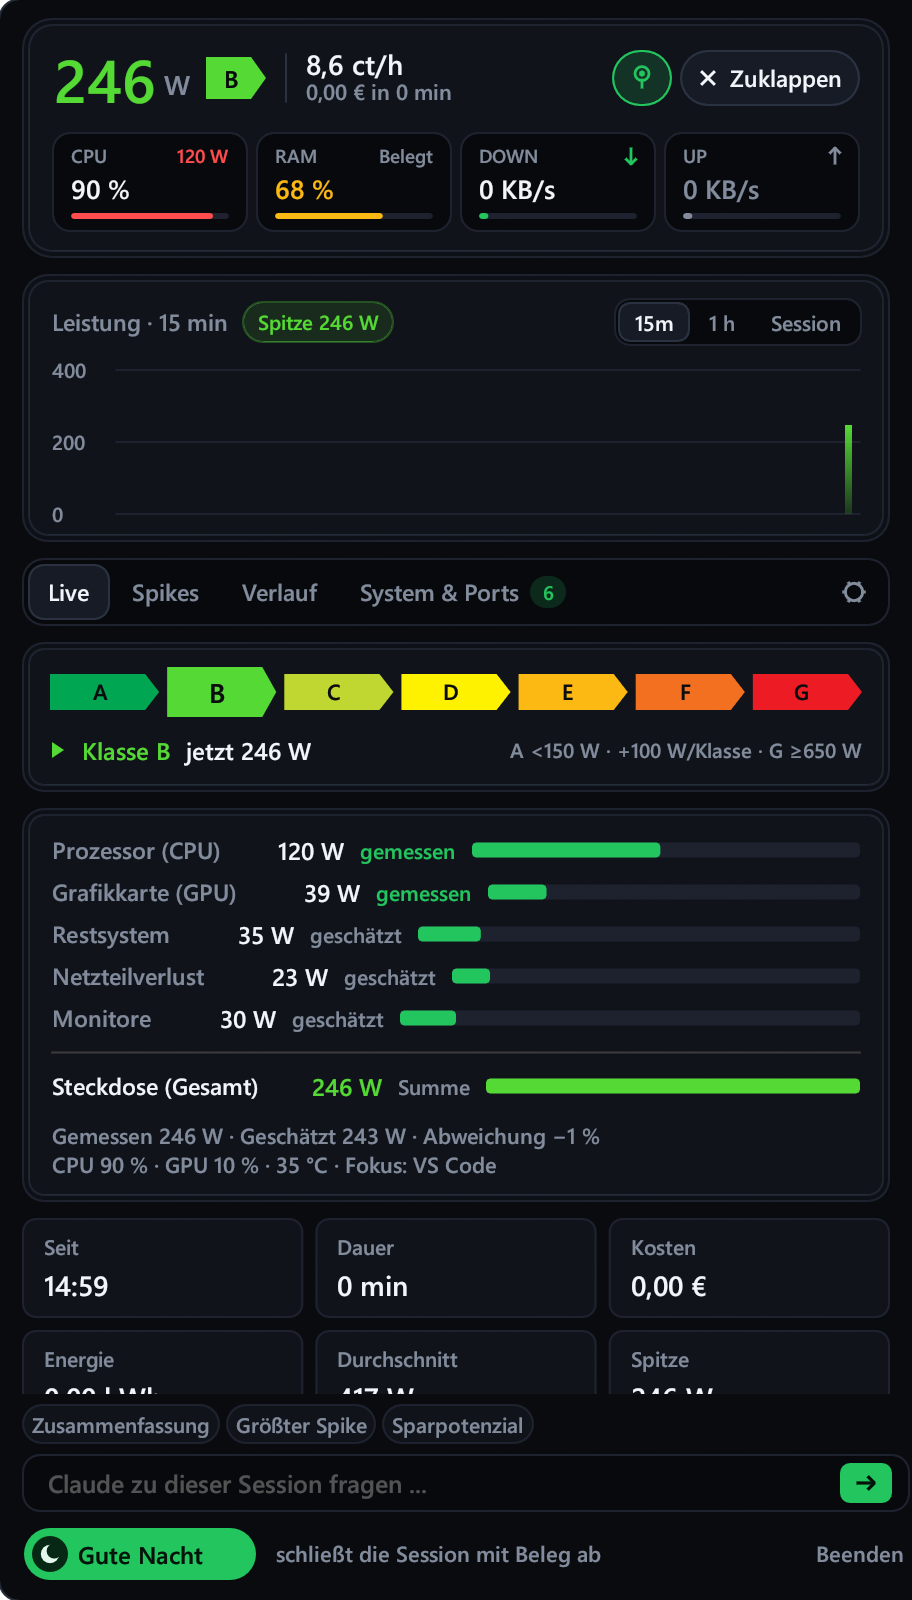 246 W B 8,6 ct/h
0,00 € in 0 min
✕ Zuklappen
CPU 120 W
90 %
RAM Belegt
68 %
DOWN ↓
0 KB/s
UP ↑
0 KB/s
Leistung · 15 min Spitze 246 W 15m 1 h Session
400
200
0
Live Spikes Verlauf System & Ports 6
A B C D E F G
Klasse B jetzt 246 W A <150 W · +100 W/Klasse · G ≥650 W
Prozessor (CPU) 120 W gemessen
Grafikkarte (GPU) 39 W gemessen
Restsystem 35 W geschätzt
Netzteilverlust 23 W geschätzt
Monitore 30 W geschätzt
Steckdose (Gesamt) 246 W Summe
Gemessen 246 W · Geschätzt 243 W · Abweichung −1 %
CPU 90 % · GPU 10 % · 35 °C · Fokus: VS Code
Seit
14:59
Dauer
0 min
Kosten
0,00 €
Energie
Durchschnitt
Spitze
Zusammenfassung Größter Spike Sparpotenzial
Claude zu dieser Session fragen ...
Gute Nacht schließt die Session mit Beleg ab Beenden